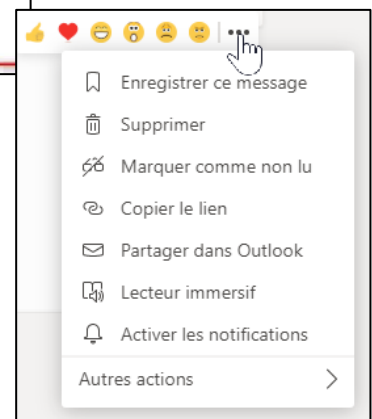 Enregistrer ce message
Supprimer
Marquer comme non lu
Copier le lien
Partager dans Outlook
Lecteur immersif
Activer les notifications
Autres actions